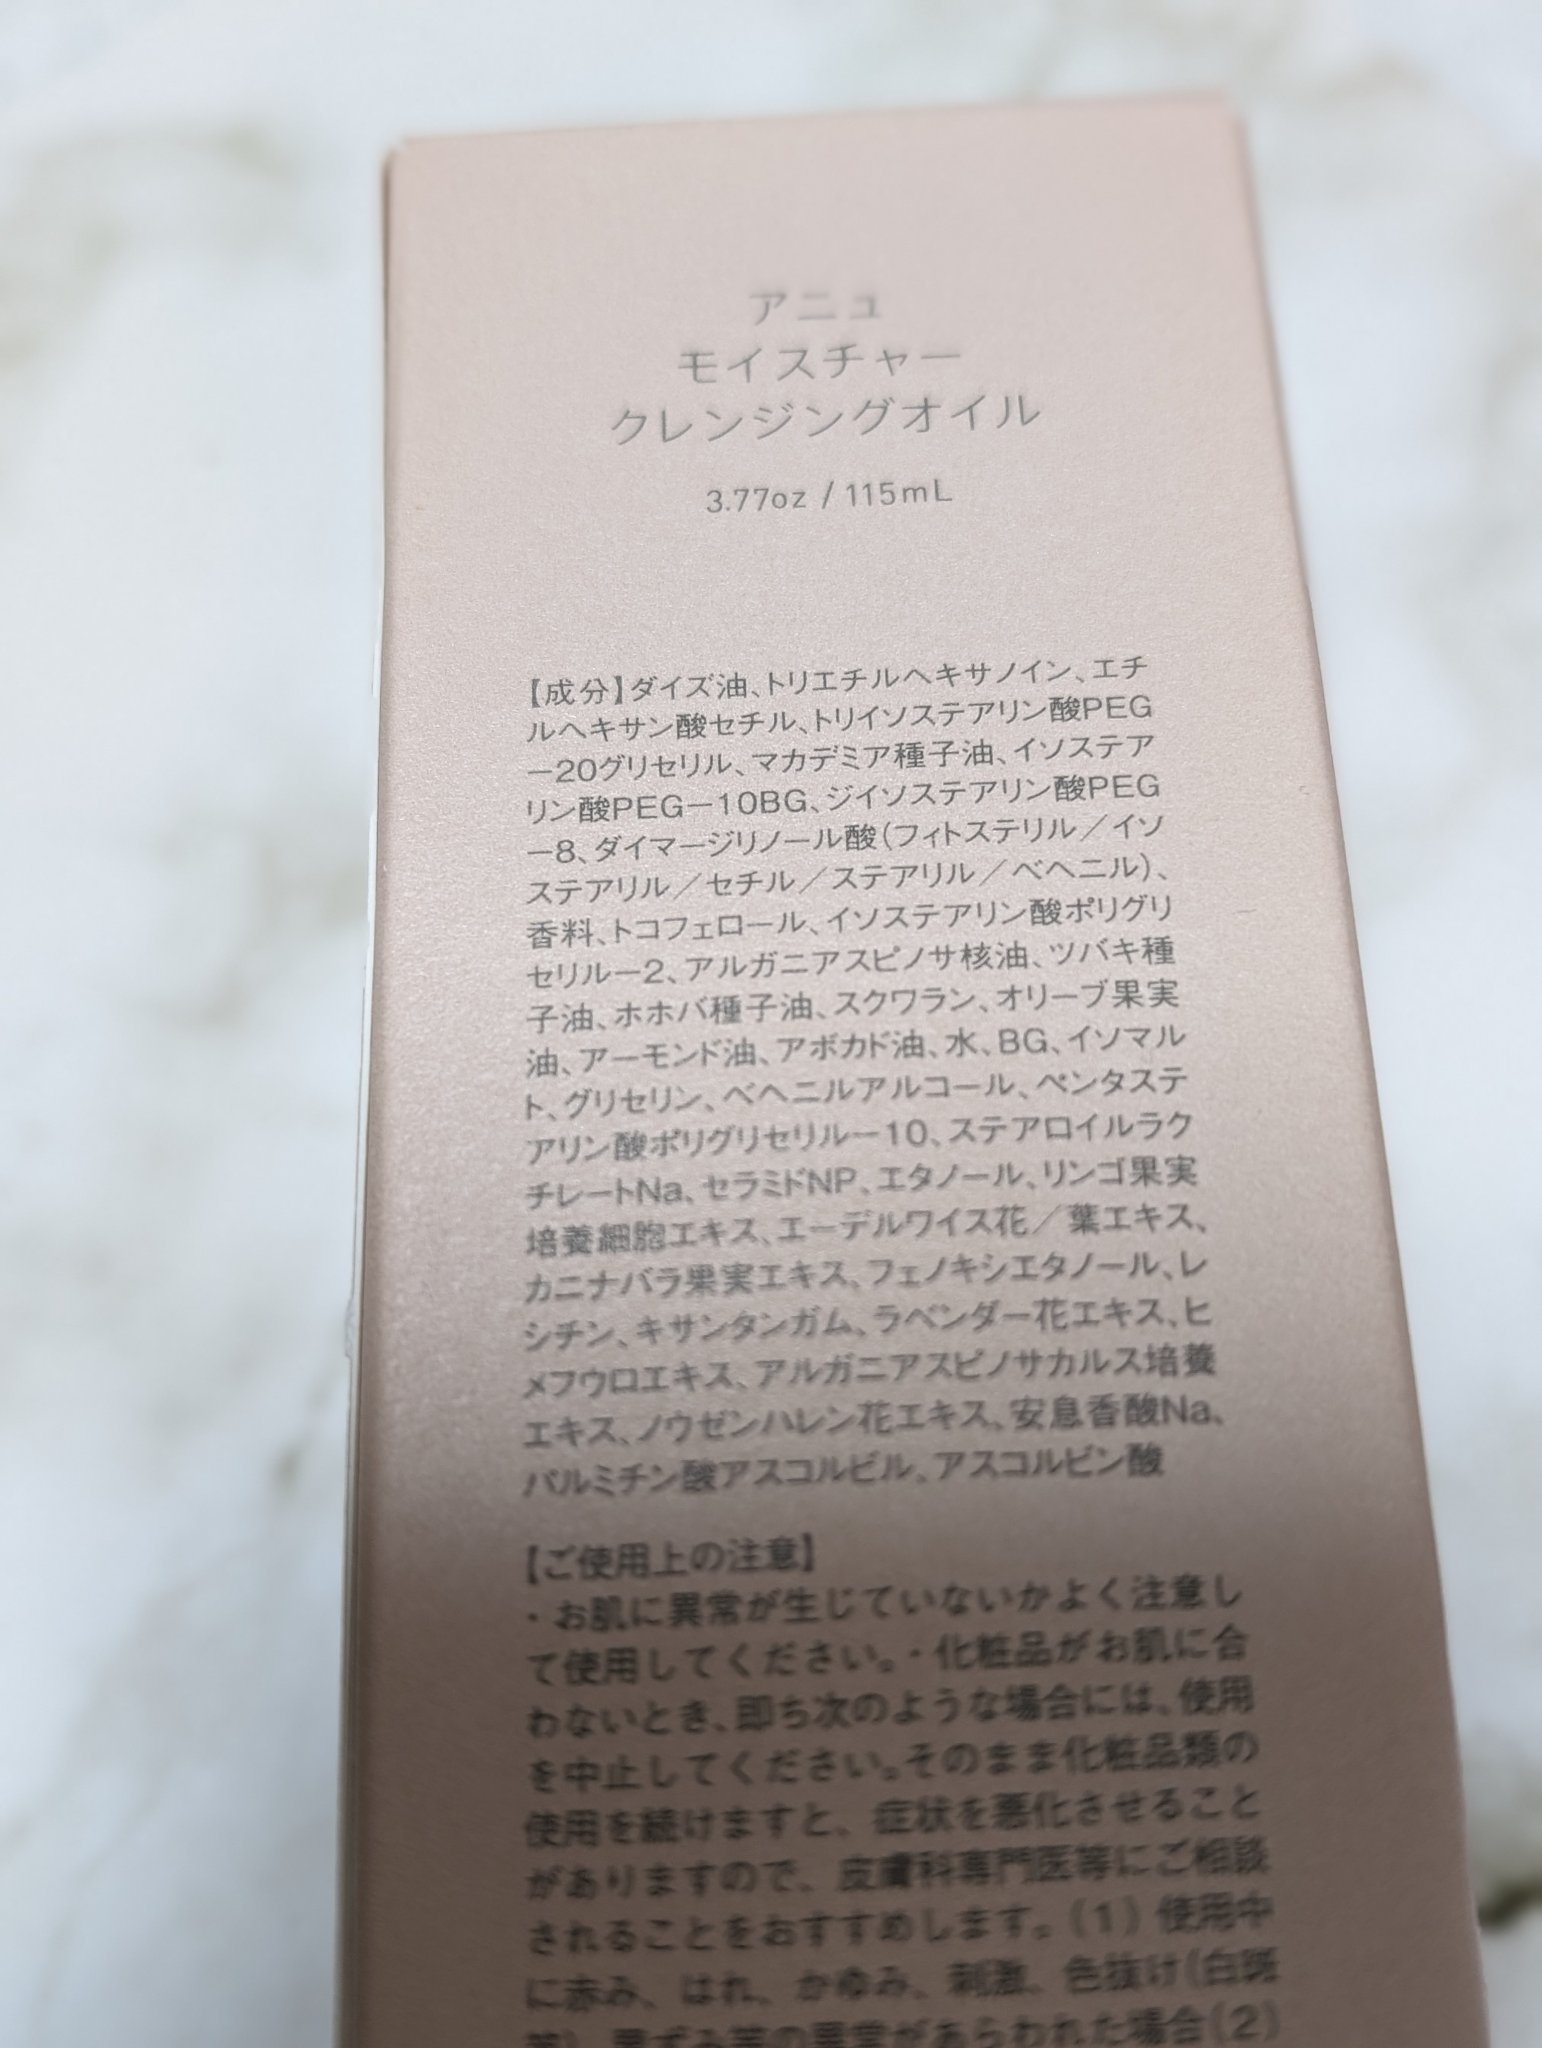 アニュ
モイスチャー
クレンジングオイル
3.77oz / 115mL
【成分】ダイズ油、トリエチルヘキサノイン、エチ
ルヘキサン酸セチル、トリイソステアリン酸PEG
－20グリセリル、マカデミア種子油、イソステア
リン酸PEG－10BG、ジイソステアリン酸PEG
－8、ダイマージリノール酸（フィトステリル／イソ
ステアリル／セチル／ステアリル／ベヘニル）、
香料、トコフェロール、イソステアリン酸ポリグリ
セリル－2、アルガニアスピノサ核油、ツバキ種
子油、ホホバ種子油、スクワラン、オリーブ果実
油、アーモンド油、アボカド油、水、BG、イソマル
ト、グリセリン、ベヘニルアルコール、ペンタステ
アリン酸ポリグリセリル－10、ステアロイルラク
チレートNa、セラミドNP、エタノール、リンゴ果実
培養細胞エキス、エーデルワイス花／葉エキス、
カニナバラ果実エキス、フェノキシエタノール、レ
シチン、キサンタンガム、ラベンダー花エキス、ヒ
メフウロエキス、アルガニアスピノサカルス培養
エキス、ノウゼンハレン花エキス、安息香酸Na、
パルミチン酸アスコルビル、アスコルビン酸
【ご使用上の注意】
・お肌に異常が生じていないかよく注意し
て使用してください。・化粧品がお肌に合
わないとき、即ち次のような場合には、使用
を中止してください。そのまま化粧品類の
使用を続けますと、症状を悪化させること
がありますので、皮膚科専門医等にご相談
されることをおすすめします。（1）使用中
に赤み、はれ、かゆみ、刺激、色抜け（白斑
等）、黒ずみ等の異常があらわれた場合（2）